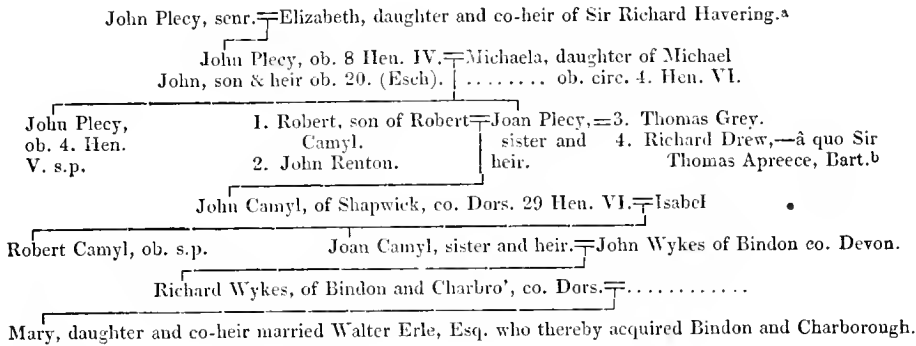 John Plecy, senr.=Elizabeth, daughter and co-heir of Sir Richard Havering.a
John Plecy, ob. 8 Hen. IV.=Michaela, daughter of Michael
John, son & heir ob. 20. (Esch). ........ ob. circ. 4. Hen. VI.
John Plecy,
ob. 4. Hen.
V. s.p.
1. Robert, son of Robert
Camyl.
2. John Renton.
=Joan Plecy,=
sister and
heir.
3. Thomas Grey.
4. Richard Drew,—â quo Sir
Thomas Apreece, Bart.b
John Camyl, of Shapwick, co. Dors. 29 Hen. VI.=Isabel
Robert Camyl, ob. s.p.
Joan Camyl, sister and heir.=John Wykes of Bindon co. Devon.
Richard Wykes, of Bindon and Charbro', co. Dors.=............
Mary, daughter and co-heir married Walter Erle, Esq. who thereby acquired Bindon and Charborough.